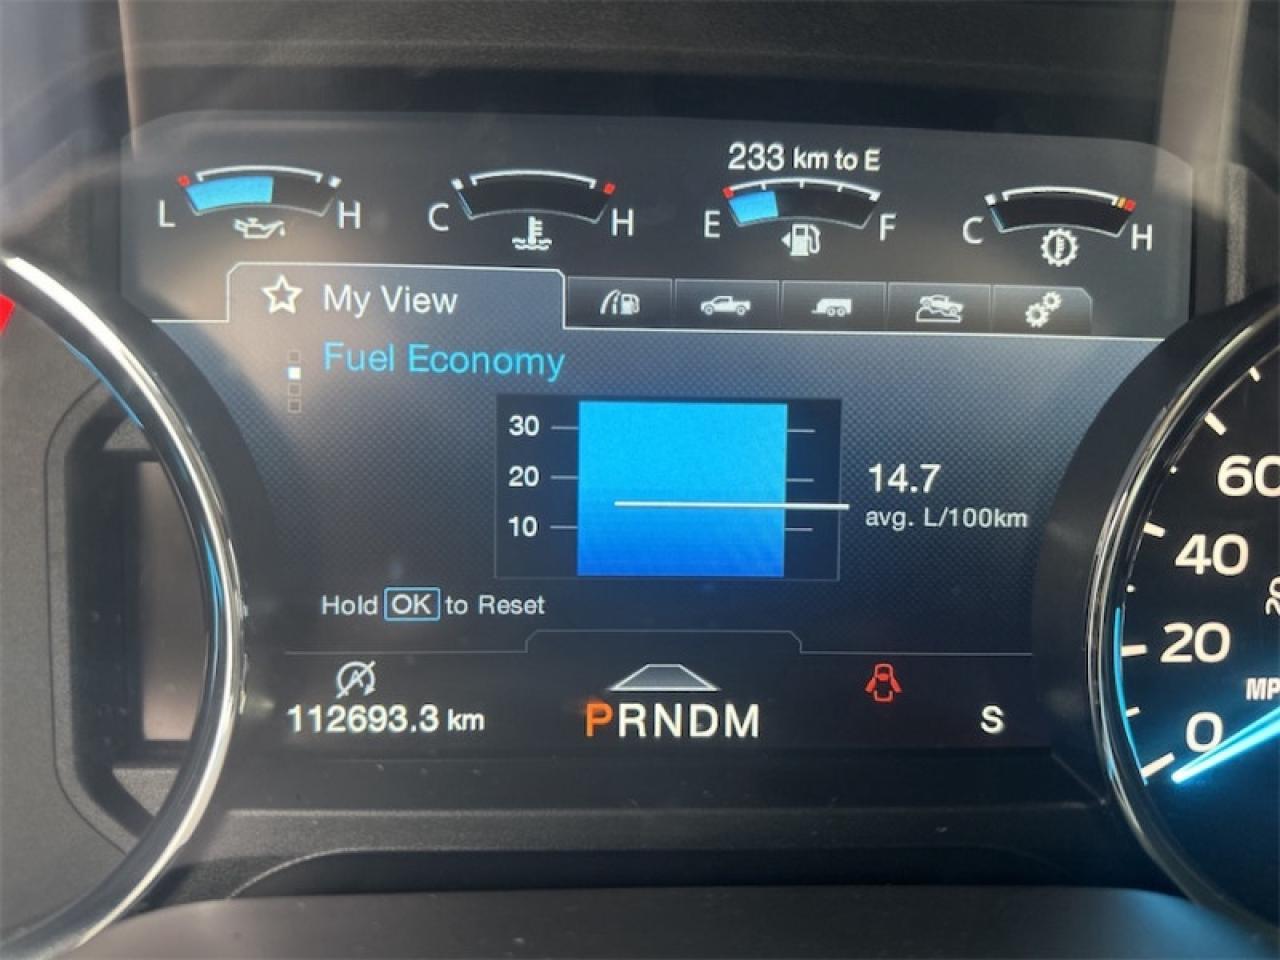 233 km to E
L H C H E F C H
My View
Fuel Economy
30
20
10
14.7
avg. L/100km
Hold OK to Reset
A
112693.3 km
PRNDM
S
60
40
20
0